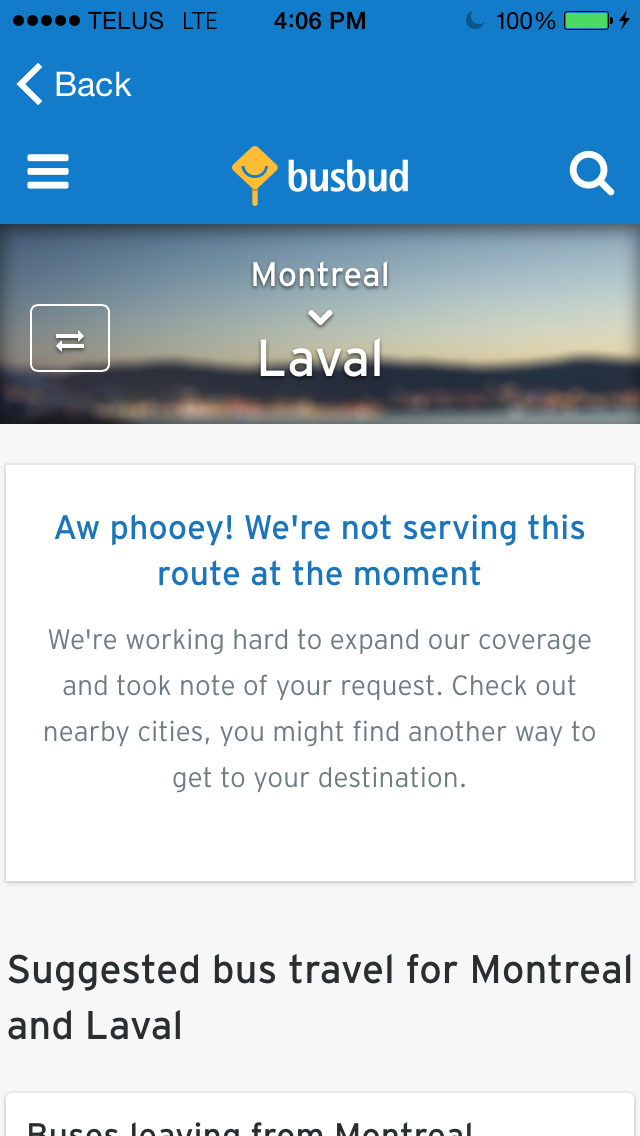 TELUS LTE 4:06 PM 100%
Back
busbud
Montreal
Laval
Aw phooey! We're not serving this
route at the moment
We're working hard to expand our coverage
and took note of your request. Check out
nearby cities, you might find another way to
get to your destination.
Suggested bus travel for Montreal
and Laval
Buses leaving from Montreal